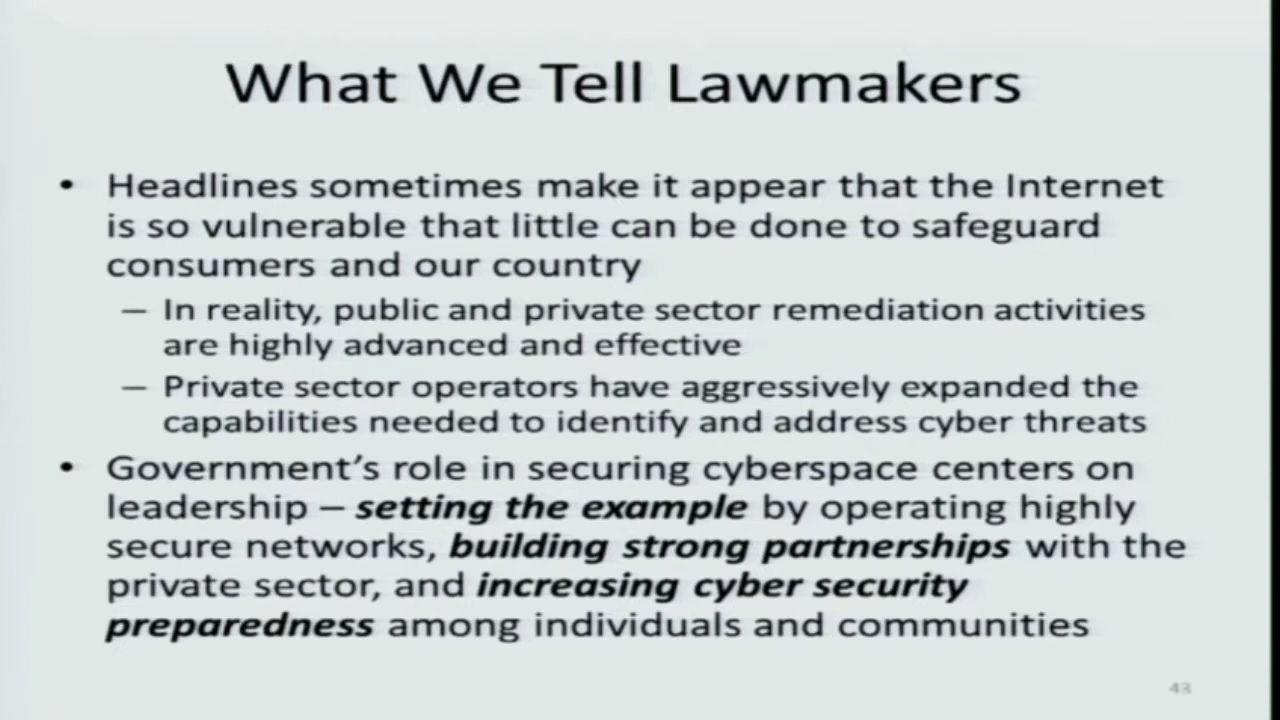 What We Tell Lawmakers
• Headlines sometimes make it appear that the Internet
is so vulnerable that little can be done to safeguard
consumers and our country
– In reality, public and private sector remediation activities
are highly advanced and effective
– Private sector operators have aggressively expanded the
capabilities needed to identify and address cyber threats
• Government’s role in securing cyberspace centers on
leadership – setting the example by operating highly
secure networks, building strong partnerships with the
private sector, and increasing cyber security
preparedness among individuals and communities
43